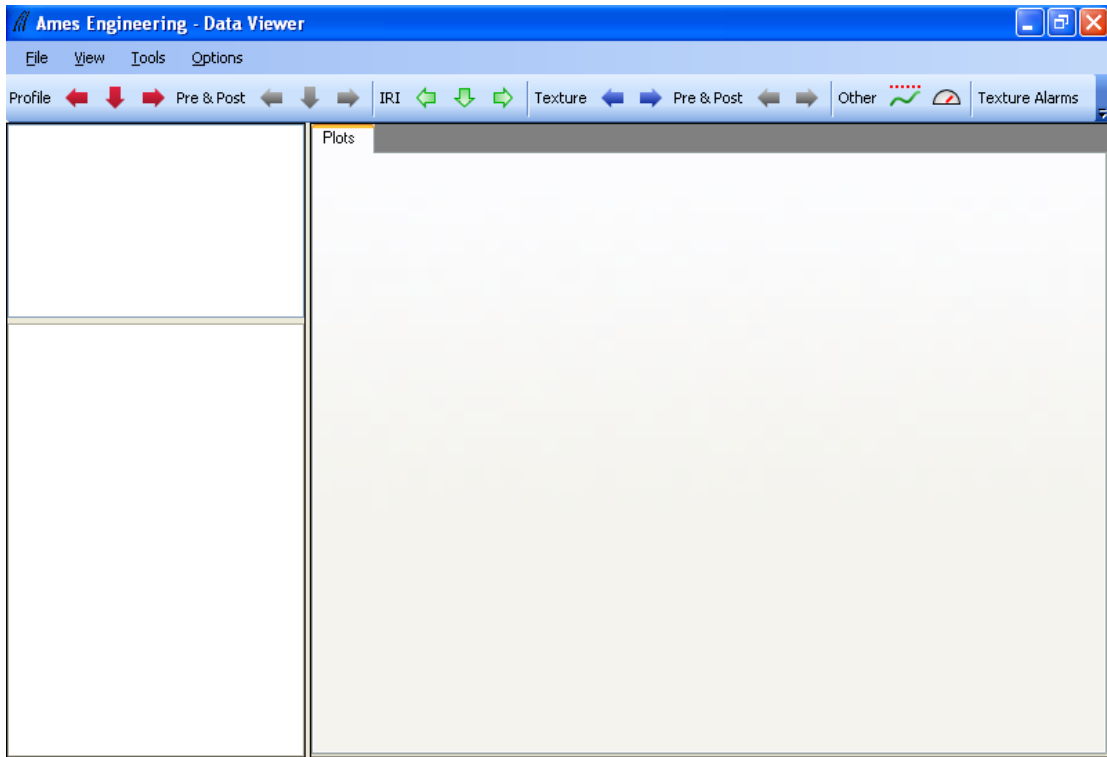 Ames Engineering - Data Viewer
File View Tools Options
Profile Pre & Post IRI Texture Pre & Post Other Texture Alarms
Plots